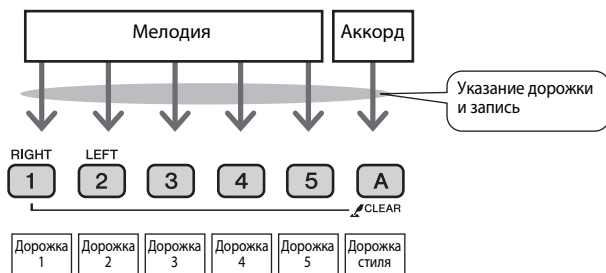 Мелодия
Аккорд
Указание дорожки
и запись
RIGHT
LEFT
1
2
3
4
5
A
CLEAR
Дорожка
1
Дорожка
2
Дорожка
3
Дорожка
4
Дорожка
5
Дорожка
стиля